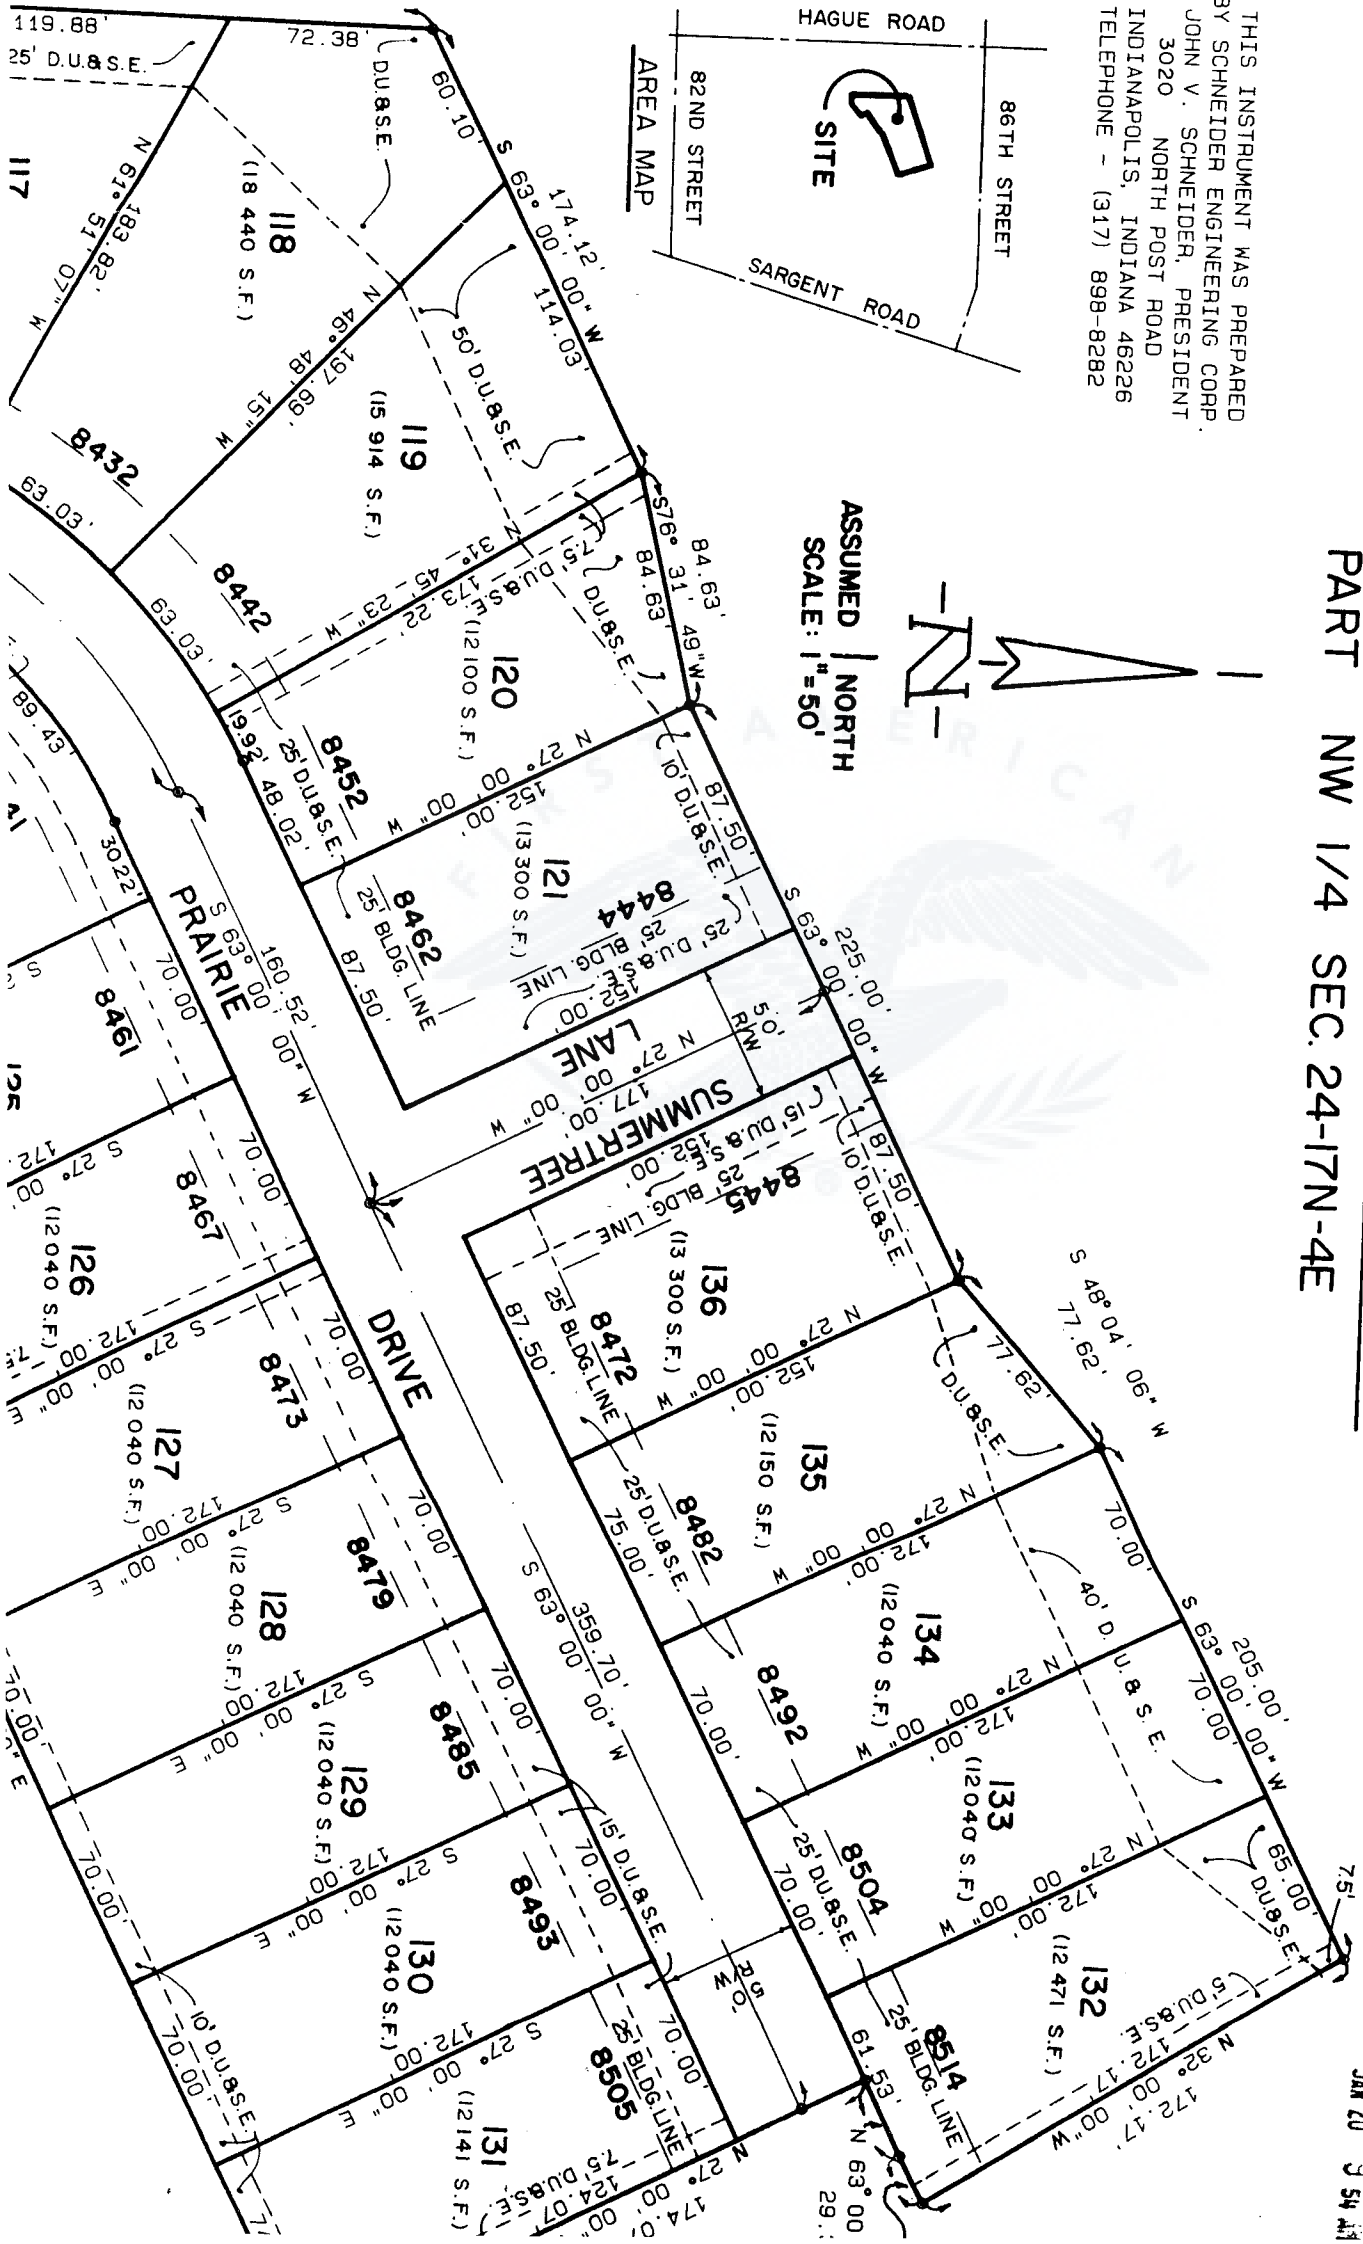 PART NW 1/4 SEC. 24-17N-4E
THIS INSTRUMENT WAS PREPARED
BY SCHNEIDER ENGINEERING CORP.
JOHN V. SCHNEIDER, PRESIDENT
3020 NORTH POST ROAD
INDIANAPOLIS, INDIANA 46226
TELEPHONE - (317) 898-8282
86TH STREET
HAGUE ROAD
SITE
SARGENT ROAD
82ND STREET
AREA MAP
N
ASSUMED NORTH
SCALE: 1" = 50'
FIRST AMERICAN
119.88'
25' D.U.&S.E.
72.38'
D.U.&S.E.
60.10'
S 63° 00' 00" W
174.12'
114.03'
117
N 61° 51' 07" W
183.82'
118
(18 440 S.F.)
N 46° 48' 15" W
197.69'
50' D.U.&S.E.
119
(15 914 S.F.)
8432
63.03'
8442
63.03'
N 31° 45' 23" W
173.22'
7.5' D.U.&S.E.
S76° 31' 49"W
84.63'
84.63'
D.U.&S.E.
120
(12 100 S.F.)
8452
19.92'
48.02'
25' D.U.&S.E.
N 27° 00' 00" W
152.00'
87.50'
10' D.U.&S.E.
121
(13 300 S.F.)
8462
25' BLDG. LINE
87.50'
8444
25' BLDG. LINE
25' D.U.& S.E.
152.00'
S 63° 00' 00" W
225.00'
50'
R/W
SUMMERTREE
LANE
N 27° 00' 00" W
177.00'
15' D.U.& S.E.
152.00'
25' BLDG. LINE
8445
87.50'
10' D.U.&S.E.
136
(13 300 S.F.)
8472
25' BLDG. LINE
87.50'
N 27° 00' 00" W
152.00'
S 48° 04' 06" W
77.62'
77.62'
D.U.&S.E.
135
(12 150 S.F.)
8482
25' D.U.&S.E.
75.00'
N 27° 00' 00" W
172.00'
70.00'
134
(12 040 S.F.)
8492
70.00'
40' D.U.& S.E.
S 63° 00' 00" W
205.00'
70.00'
N 27° 00' 00" W
172.00'
133
(12 040 S.F.)
8504
25' D.U.&S.E.
70.00'
N 27° 00' 00" W
172.00'
65.00'
D.U.&S.E.
7.5'
132
(12 471 S.F.)
8514
25' BLDG. LINE
61.53'
5' D.U.&S.E.
172.17'
N 32° 00' 00"W
172.17'
N 63° 00
29.
PRAIRIE
DRIVE
S 63° 00' 00" W
160.52'
S 63° 00' 00" W
359.70'
50'
R/W
89.43'
30.22'
70.00'
8461
70.00'
8467
S 27° 00'
172.
126
(12 040 S.F.)
S 27° 00' 00" E
172.00'
70.00'
8473
127
(12 040 S.F.)
S 27° 00' 00" E
172.00'
70.00'
8479
128
(12 040 S.F.)
S 27° 00' 00" E
172.00'
70.00'
8485
129
(12 040 S.F.)
S 27° 00' 00" E
172.00'
70.00'
15' D.U.&S.E.
8493
130
(12 040 S.F.)
S 27° 00' 00" E
172.00'
70.00'
25' BLDG. LINE
8505
131
(12 141 S.F.)
7.5' D.U.&S.E.
124.07
N 27° 00' 00"
174.0
70.00'
70.00'
70.00'
10' D.U.&S.E.